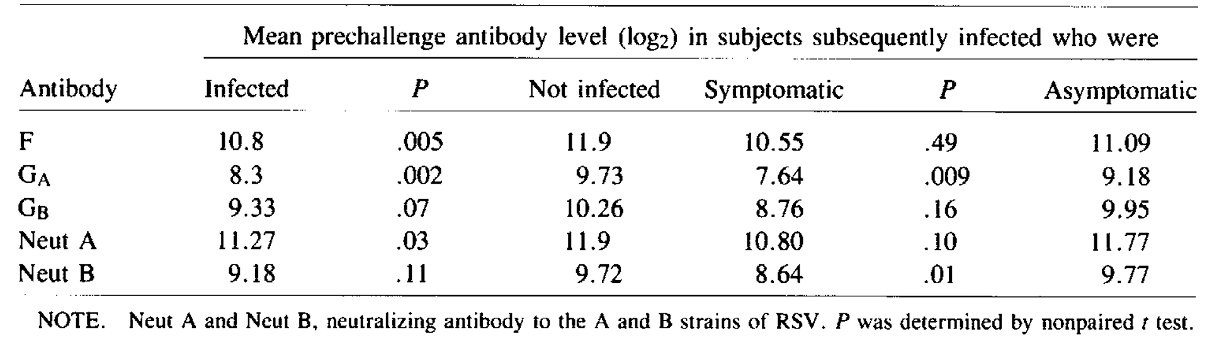 Mean prechallenge antibody level (log2) in subjects subsequently infected who were
Antibody Infected P Not infected Symptomatic P Asymptomatic
F 10.8 .005 11.9 10.55 .49 11.09
GA 8.3 .002 9.73 7.64 .009 9.18
GB 9.33 .07 10.26 8.76 .16 9.95
Neut A 11.27 .03 11.9 10.80 .10 11.77
Neut B 9.18 .11 9.72 8.64 .01 9.77
NOTE. Neut A and Neut B, neutralizing antibody to the A and B strains of RSV. P was determined by nonpaired t test.